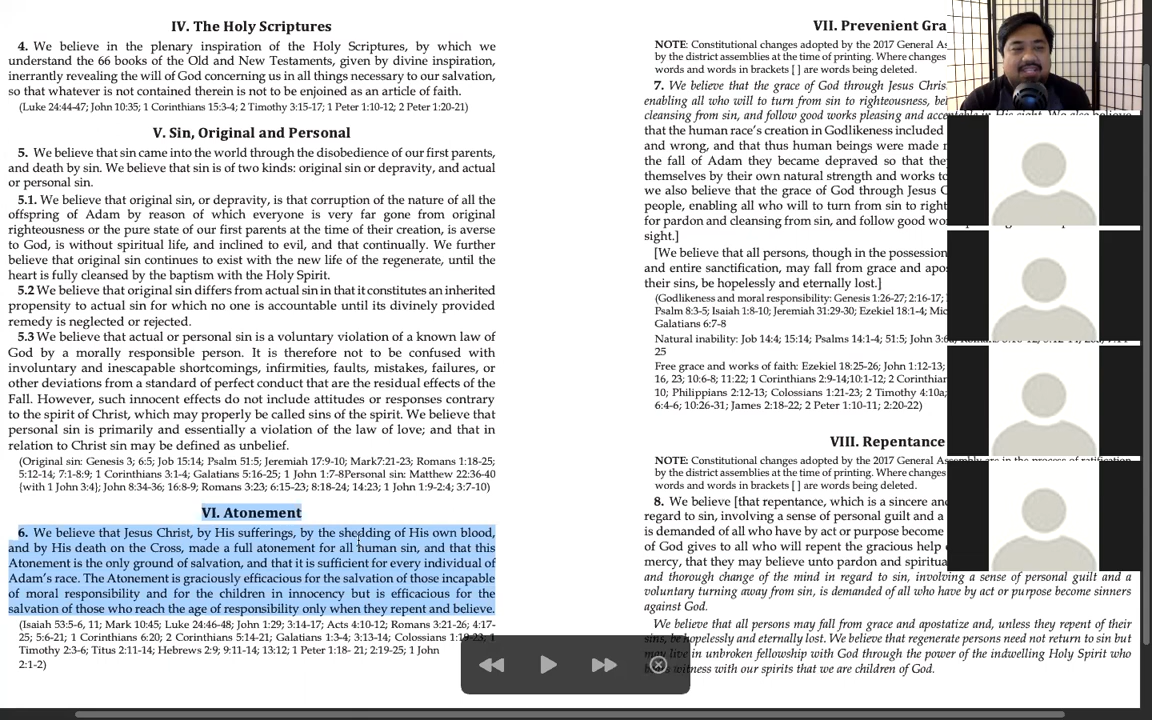 IV. The Holy Scriptures
4. We believe in the plenary inspiration of the Holy Scriptures, by which we
understand the 66 books of the Old and New Testaments, given by divine inspiration,
inerrantly revealing the will of God concerning us in all things necessary to our salvation,
so that whatever is not contained therein is not to be enjoined as an article of faith.
(Luke 24:44-47; John 10:35; 1 Corinthians 15:3-4; 2 Timothy 3:15-17; 1 Peter 1:10-12; 2 Peter 1:20-21)
V. Sin, Original and Personal
5. We believe that sin came into the world through the disobedience of our first parents,
and death by sin. We believe that sin is of two kinds: original sin or depravity, and actual
or personal sin.
5.1. We believe that original sin, or depravity, is that corruption of the nature of all the
offspring of Adam by reason of which everyone is very far gone from original
righteousness or the pure state of our first parents at the time of their creation, is averse
to God, is without spiritual life, and inclined to evil, and that continually. We further
believe that original sin continues to exist with the new life of the regenerate, until the
heart is fully cleansed by the baptism with the Holy Spirit.
5.2 We believe that original sin differs from actual sin in that it constitutes an inherited
propensity to actual sin for which no one is accountable until its divinely provided
remedy is neglected or rejected.
5.3 We believe that actual or personal sin is a voluntary violation of a known law of
God by a morally responsible person. It is therefore not to be confused with
involuntary and inescapable shortcomings, infirmities, faults, mistakes, failures, or
other deviations from a standard of perfect conduct that are the residual effects of the
Fall. However, such innocent effects do not include attitudes or responses contrary
to the spirit of Christ, which may properly be called sins of the spirit. We believe that
personal sin is primarily and essentially a violation of the law of love; and that in
relation to Christ sin may be defined as unbelief.
(Original sin: Genesis 3; 6:5; Job 15:14; Psalm 51:5; Jeremiah 17:9-10; Mark7:21-23; Romans 1:18-25;
5:12-14; 7:1-8:9; 1 Corinthians 3:1-4; Galatians 5:16-25; 1 John 1:7-8Personal sin: Matthew 22:36-40
{with 1 John 3:4}; John 8:34-36; 16:8-9; Romans 3:23; 6:15-23; 8:18-24; 14:23; 1 John 1:9-2:4; 3:7-10)
VI. Atonement
6. We believe that Jesus Christ, by His sufferings, by the shedding of His own blood,
and by His death on the Cross, made a full atonement for all human sin, and that this
Atonement is the only ground of salvation, and that it is sufficient for every individual of
Adam's race. The Atonement is graciously efficacious for the salvation of those incapable
of moral responsibility and for the children in innocency but is efficacious for the
salvation of those who reach the age of responsibility only when they repent and believe.
(Isaiah 53:5-6, 11; Mark 10:45; Luke 24:46-48; John 1:29; 3:14-17; Acts 4:10-12; Romans 3:21-26; 4:17-
25; 5:6-21; 1 Corinthians 6:20; 2 Corinthians 5:14-21; Galatians 1:3-4; 3:13-14; Colossians 1:19-23; 1
Timothy 2:3-6; Titus 2:11-14; Hebrews 2:9; 9:11-14; 13:12; 1 Peter 1:18- 21; 2:19-25; 1 John
2:1-2)
VII. Prevenient
NOTE: Constitutional changes adopted by the 2017 General
by the district assemblies at the time of printing. Where changes
words and words in brackets [ ] are words being deleted.
7. We believe that the grace of God through Jesus
enabling all who will to turn from sin to righteousness,
cleansing from sin, and follow good works pleasing and acceptable in His sight. We also believe
that the human race's creation in Godlikeness included
and wrong, and that thus human beings were made
the fall of Adam they became depraved so that
themselves by their own natural strength and works to
we also believe that the grace of God through Jesus
people, enabling all who will to turn from sin to
for pardon and cleansing from sin, and follow good
sight.]
[We believe that all persons, though in the possession
and entire sanctification, may fall from grace and
their sins, be hopelessly and eternally lost.]
(Godlikeness and moral responsibility: Genesis 1:26-27; 2:16-17;
Psalm 8:3-5; Isaiah 1:8-10; Jeremiah 31:29-30; Ezekiel 18:1-4;
Galatians 6:7-8
Natural inability: Job 14:4; 15:14; Psalms 14:1-4; 51:5; John
25
Free grace and works of faith: Ezekiel 18:25-26; John 1:12-13;
16, 23; 10:6-8; 11:22; 1 Corinthians 2:9-14;10:1-12; 2
10; Philippians 2:12-13; Colossians 1:21-23; 2 Timothy
6:4-6; 10:26-31; James 2:18-22; 2 Peter 1:10-11; 2:20-22)
VIII. Repentance
NOTE: Constitutional changes adopted by the 2017 General Assembly are in the process of ratification
by the district assemblies at the time of printing. Where changes
words and words in brackets [ ] are words being deleted.
8. We believe [that repentance, which is a sincere
regard to sin, involving a sense of personal guilt and a
is demanded of all who have by act or purpose become
of God gives to all who will repent the gracious help
mercy, that they may believe unto pardon and
and thorough change of the mind in regard to sin, involving a sense of personal guilt and a
voluntary turning away from sin, is demanded of all who have by act or purpose become sinners
against God.
We believe that all persons may fall from grace and apostatize and, unless they repent of their
sins, be hopelessly and eternally lost. We believe that regenerate persons need not return to sin but
may live in unbroken fellowship with God through the power of the indwelling Holy Spirit who
witness with our spirits that we are children of God.